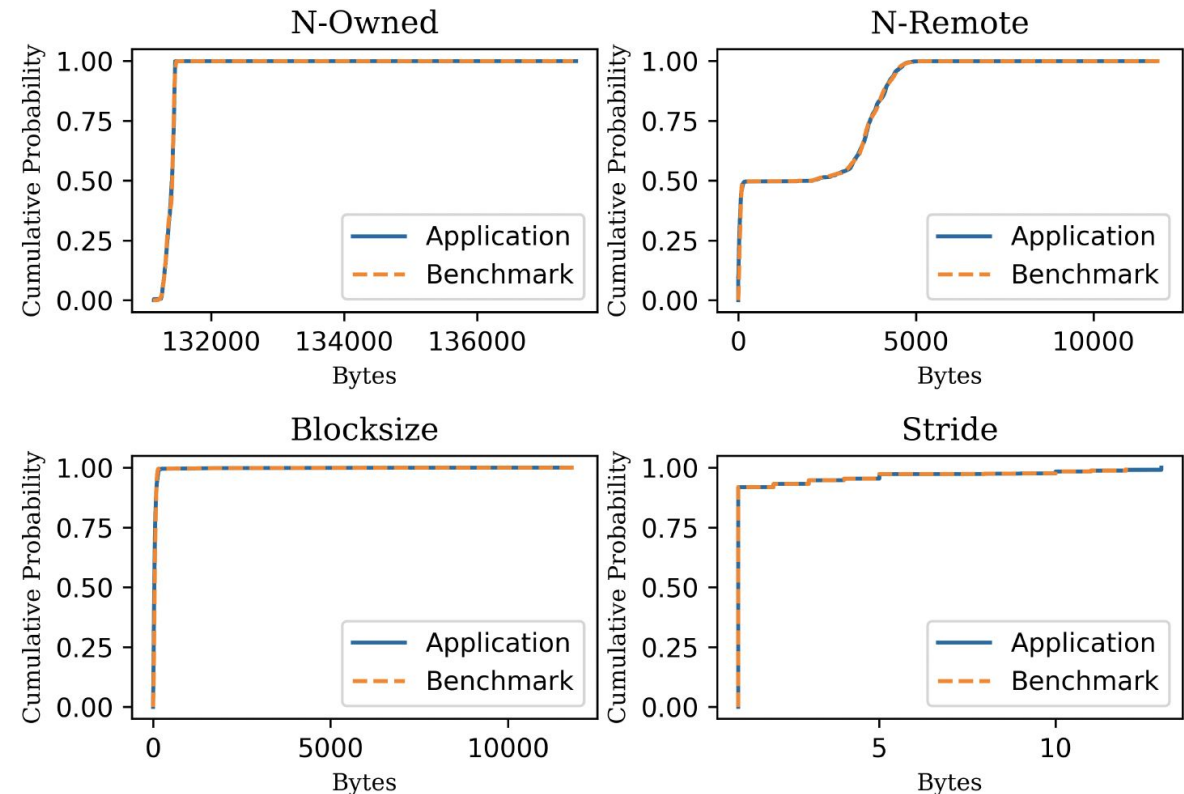 N-Owned
Cumulative Probability
1.00
0.75
0.50
0.25
0.00
Application
Benchmark
132000 134000 136000
Bytes
N-Remote
Cumulative Probability
1.00
0.75
0.50
0.25
0.00
Application
Benchmark
0 5000 10000
Bytes
Blocksize
Cumulative Probability
1.00
0.75
0.50
0.25
0.00
Application
Benchmark
0 5000 10000
Bytes
Stride
Cumulative Probability
1.00
0.75
0.50
0.25
0.00
Application
Benchmark
5 10
Bytes